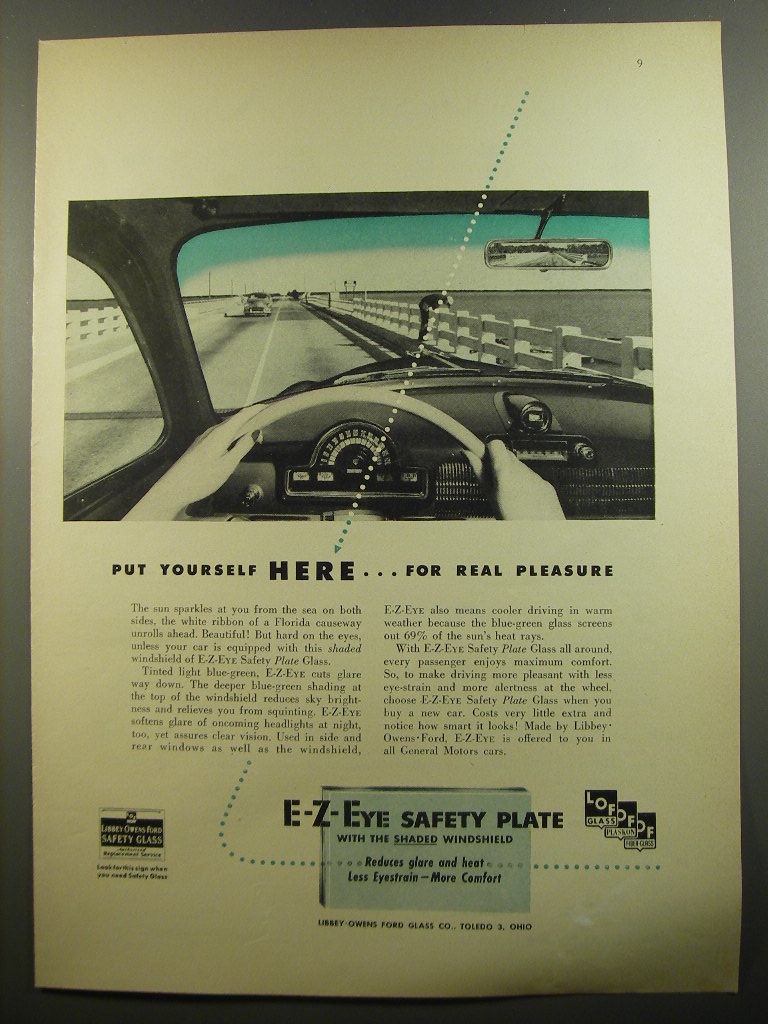 9
PUT YOURSELF HERE . . . FOR REAL PLEASURE
The sun sparkles at you from the sea on both
sides, the white ribbon of a Florida causeway
unrolls ahead. Beautiful! But hard on the eyes,
unless your car is equipped with this shaded
windshield of E-Z-EYE Safety Plate Glass.
Tinted light blue-green, E-Z-EYE cuts glare
way down. The deeper blue-green shading at
the top of the windshield reduces sky bright-
ness and relieves you from squinting. E-Z-EYE
softens glare of oncoming headlights at night,
too, yet assures clear vision. Used in side and
rear windows as well as the windshield,
E-Z-EYE also means cooler driving in warm
weather because the blue-green glass screens
out 69% of the sun's heat rays.
With E-Z-EYE Safety Plate Glass all around,
every passenger enjoys maximum comfort.
So, to make driving more pleasant with less
eye-strain and more alertness at the wheel,
choose E-Z-EYE Safety Plate Glass when you
buy a new car. Costs very little extra and
notice how smart it looks! Made by Libbey·
Owens·Ford, E-Z-EYE is offered to you in
all General Motors cars.
LIBBEY·OWENS·FORD
SAFETY GLASS
Authorized
Replacement Service
Look for this sign when
you need Safety Glass
E-Z-EYE SAFETY PLATE
WITH THE SHADED WINDSHIELD
Reduces glare and heat
Less Eyestrain—More Comfort
LOF
GLASS
OF
PLASKON
OF
FIBER·GLASS
LIBBEY·OWENS·FORD GLASS CO., TOLEDO 3, OHIO